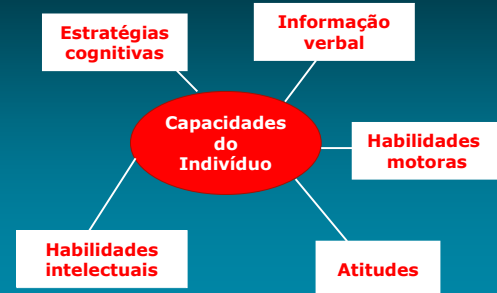 Estratégias
cognitivas
Informação
verbal
Capacidades
do
Indivíduo
Habilidades
motoras
Habilidades
intelectuais
Atitudes